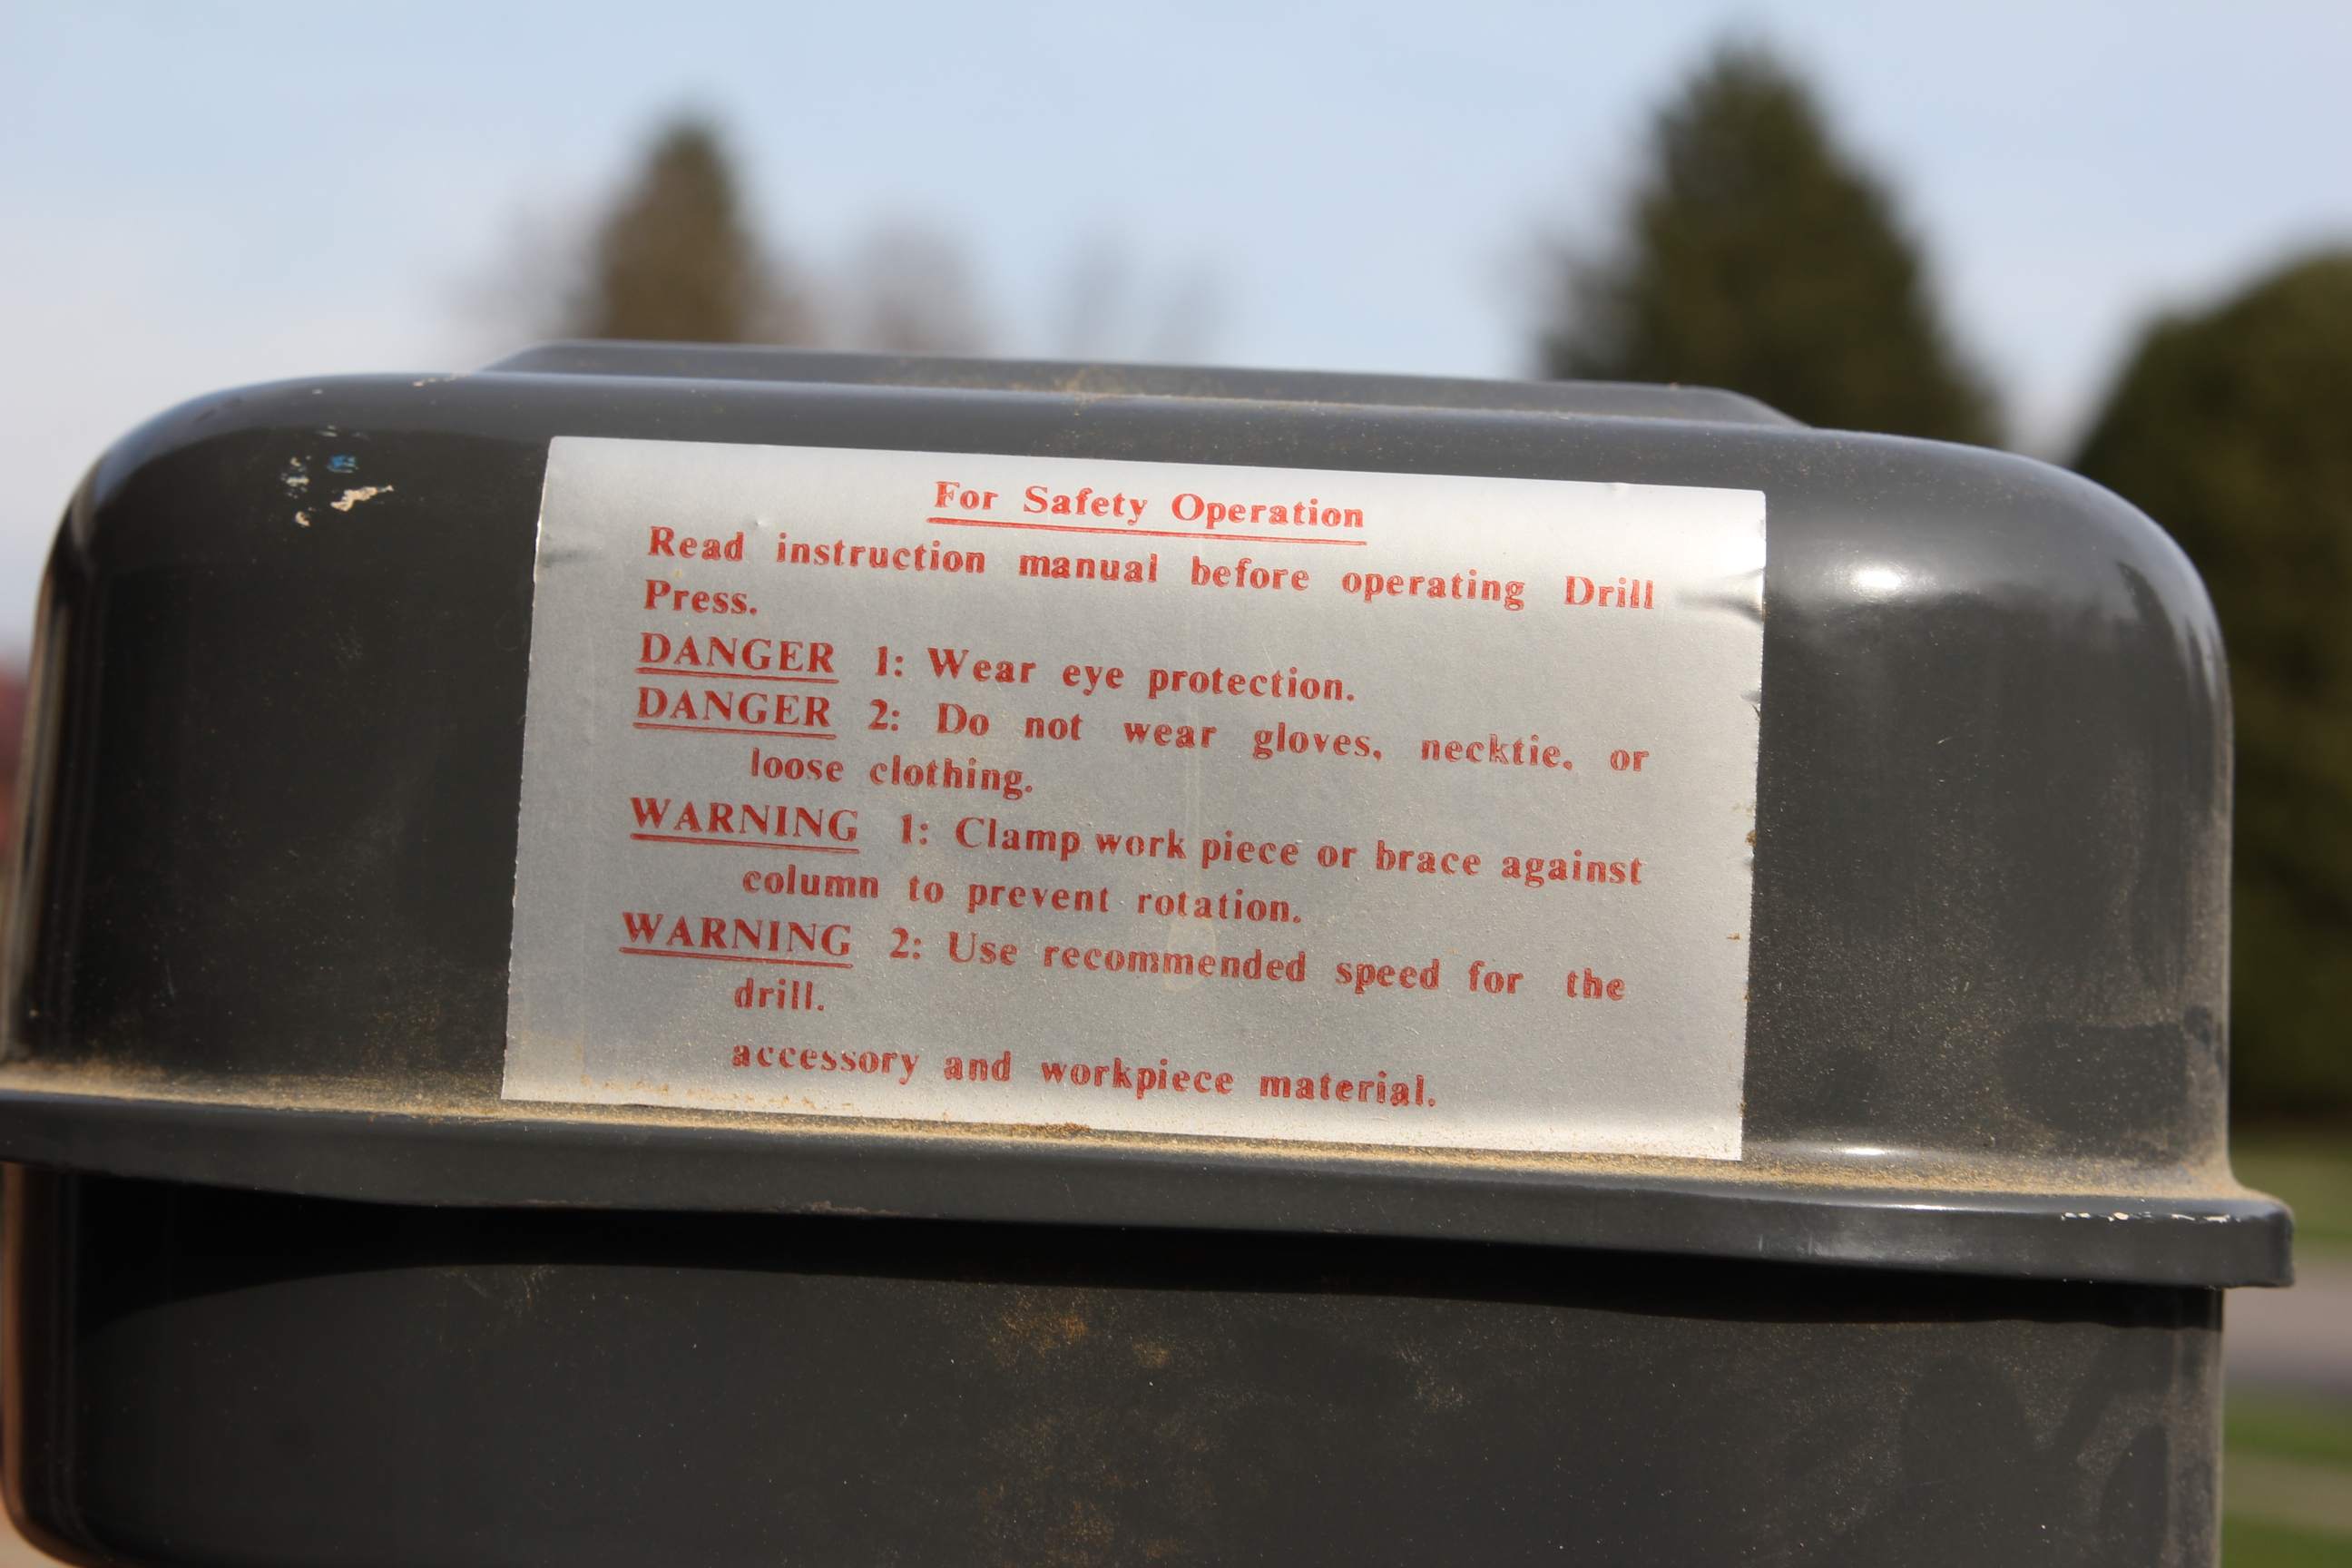 For Safety Operation
Read instruction manual before operating Drill
Press.
DANGER 1: Wear eye protection.
DANGER 2: Do not wear gloves, necktie, or
loose clothing.
WARNING 1: Clamp work piece or brace against
column to prevent rotation.
WARNING 2: Use recommended speed for the
drill.
accessory and workpiece material.